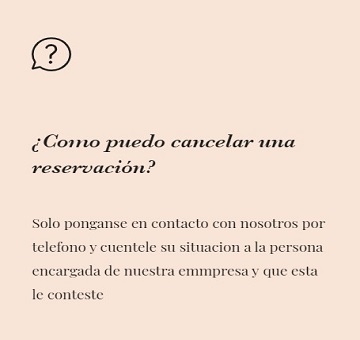 ¿Como puedo cancelar una
reservación?
Solo ponganse en contacto con nosotros por
telefono y cuentele su situacion a la persona
encargada de nuestra emmpresa y que esta
le conteste